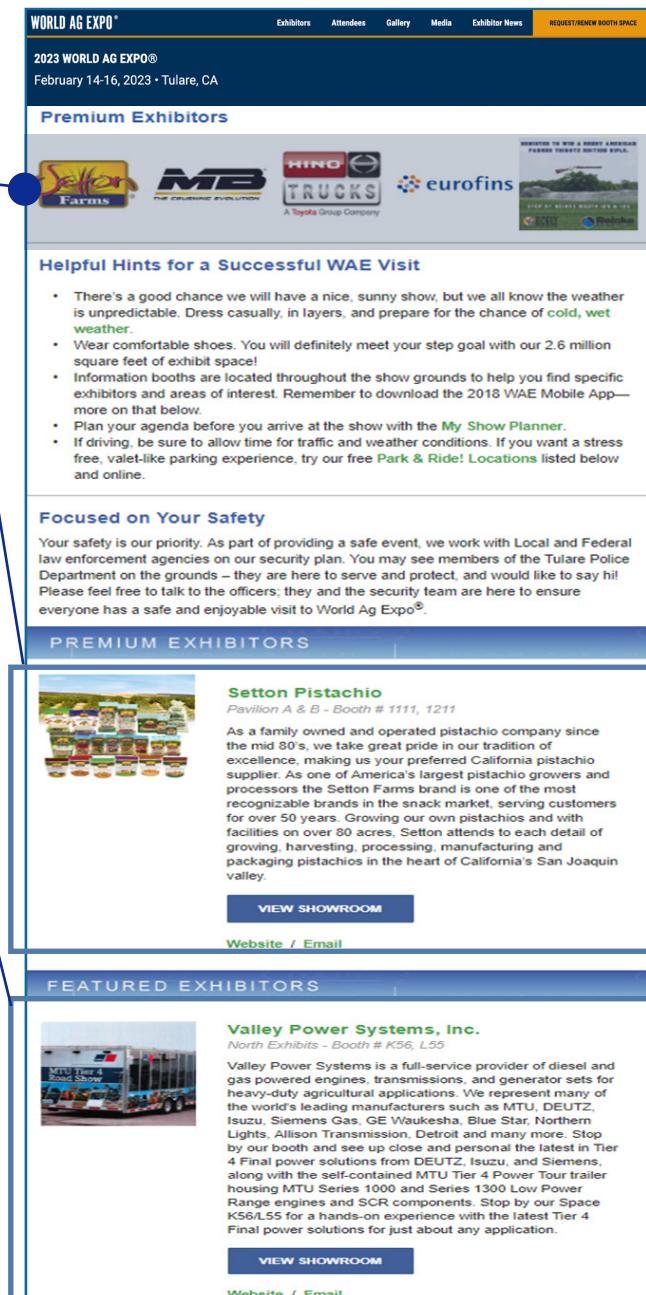 WORLD AG EXPO®
Exhibitors Attendees Gallery Media Exhibitor News REQUEST/RENEW BOOTH SPACE
2023 WORLD AG EXPO®
February 14-16, 2023 • Tulare, CA
Premium Exhibitors
Setton
Farms
MB
THE CRUSHING EVOLUTION
HINO
TRUCKS
A Toyota Group Company
eurofins
REGISTER TO WIN A HENRY AMERICAN
FARMER TRIBUTE EDITION RIFLE.
Reinke
Helpful Hints for a Successful WAE Visit
• There's a good chance we will have a nice, sunny show, but we all know the weather
is unpredictable. Dress casually, in layers, and prepare for the chance of cold, wet
weather.
• Wear comfortable shoes. You will definitely meet your step goal with our 2.6 million
square feet of exhibit space!
• Information booths are located throughout the show grounds to help you find specific
exhibitors and areas of interest. Remember to download the 2018 WAE Mobile App—
more on that below.
• Plan your agenda before you arrive at the show with the My Show Planner.
• If driving, be sure to allow time for traffic and weather conditions. If you want a stress
free, valet-like parking experience, try our free Park & Ride! Locations listed below
and online.
Focused on Your Safety
Your safety is our priority. As part of providing a safe event, we work with Local and Federal
law enforcement agencies on our security plan. You may see members of the Tulare Police
Department on the grounds – they are here to serve and protect, and would like to say hi!
Please feel free to talk to the officers; they and the security team are here to ensure
everyone has a safe and enjoyable visit to World Ag Expo®.
PREMIUM EXHIBITORS
Setton Pistachio
Pavilion A & B - Booth # 1111, 1211
As a family owned and operated pistachio company since
the mid 80's, we take great pride in our tradition of
excellence, making us your preferred California pistachio
supplier. As one of America's largest pistachio growers and
processors the Setton Farms brand is one of the most
recognizable brands in the snack market, serving customers
for over 50 years. Growing our own pistachios and with
facilities on over 80 acres, Setton attends to each detail of
growing, harvesting, processing, manufacturing and
packaging pistachios in the heart of California's San Joaquin
valley.
VIEW SHOWROOM
Website / Email
FEATURED EXHIBITORS
MTU Tier 4
Road Show
Valley Power Systems, Inc.
North Exhibits - Booth # K56, L55
Valley Power Systems is a full-service provider of diesel and
gas powered engines, transmissions, and generator sets for
heavy-duty agricultural applications. We represent many of
the world's leading manufacturers such as MTU, DEUTZ,
Isuzu, Siemens Gas, GE Waukesha, Blue Star, Northern
Lights, Allison Transmission, Detroit and many more. Stop
by our booth and see up close and personal the latest in Tier
4 Final power solutions from DEUTZ, Isuzu, and Siemens,
along with the self-contained MTU Tier 4 Power Tour trailer
housing MTU Series 1000 and Series 1300 Low Power
Range engines and SCR components. Stop by our Space
K56/L55 for a hands-on experience with the latest Tier 4
Final power solutions for just about any application.
VIEW SHOWROOM
Website / Email